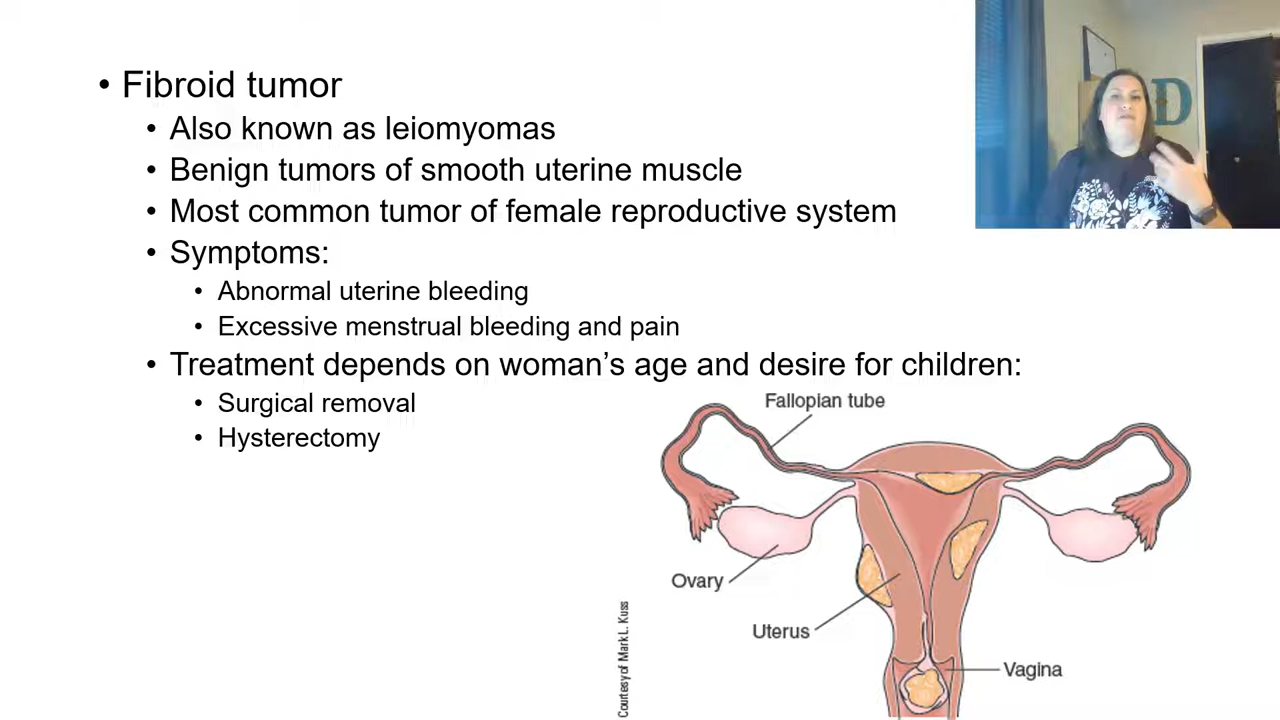 • Fibroid tumor
• Also known as leiomyomas
• Benign tumors of smooth uterine muscle
• Most common tumor of female reproductive system
• Symptoms:
• Abnormal uterine bleeding
• Excessive menstrual bleeding and pain
• Treatment depends on woman’s age and desire for children:
• Surgical removal
• Hysterectomy
Fallopian tube
Ovary
Uterus
Vagina
Courtesy of Mark L. Kuss
D